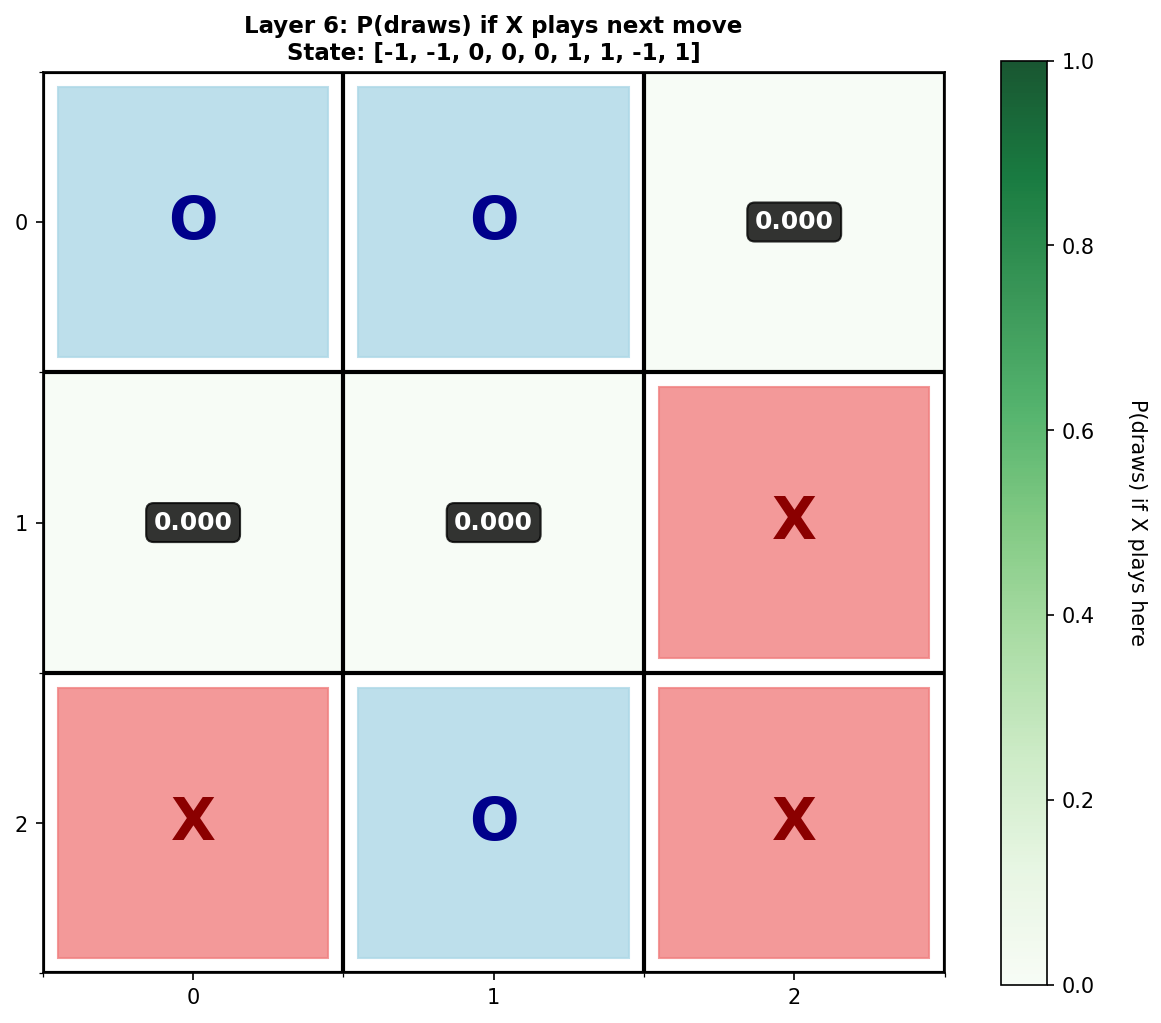 Layer 6: P(draws) if X plays next move
State: [-1, -1, 0, 0, 0, 1, 1, -1, 1]
0
O
O
0.000
1
0.000
0.000
X
2
X
O
X
0
1
2
1.0
0.8
0.6
0.4
0.2
0.0
P(draws) if X plays here